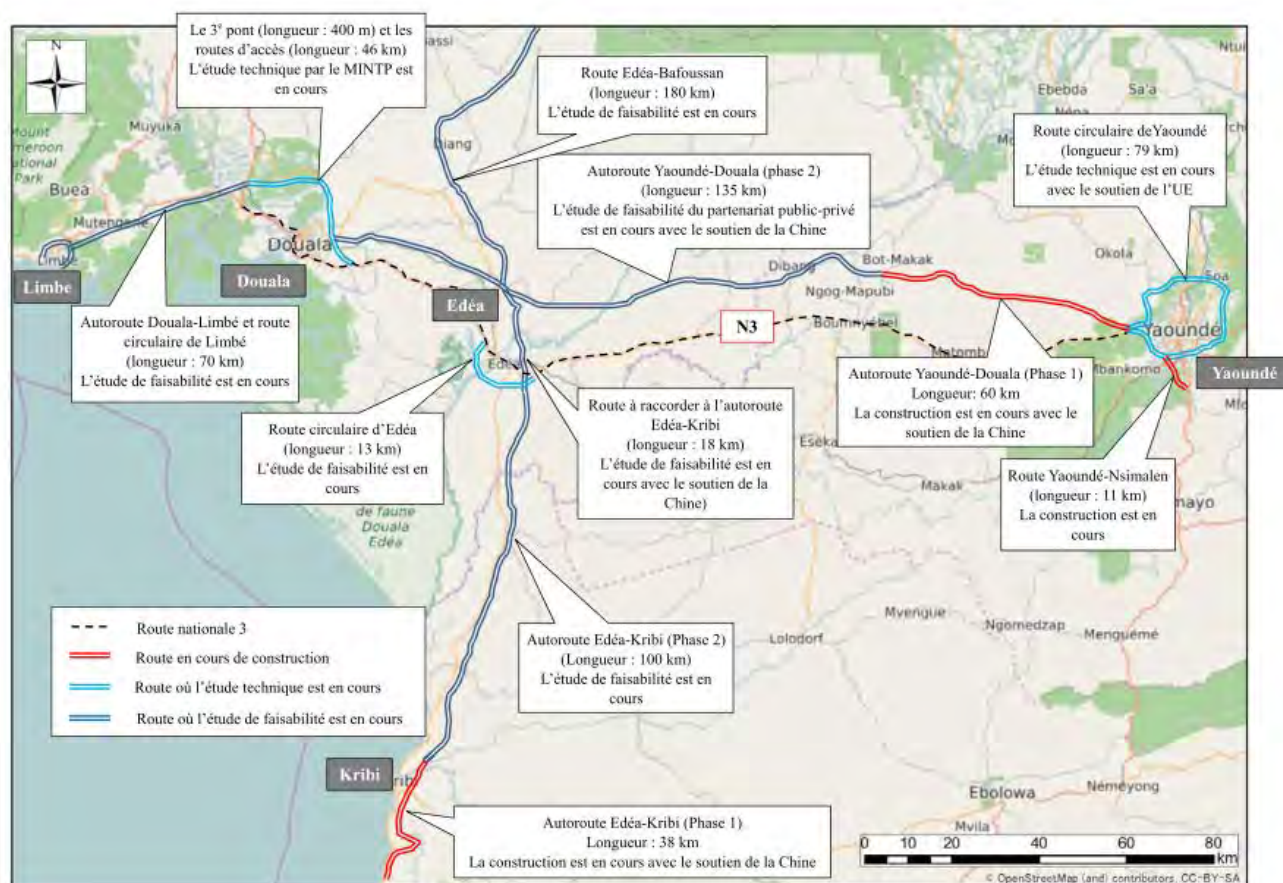 Le 3e pont (longueur : 400 m) et les
routes d'accès (longueur : 46 km)
L'étude technique par le MINTP est
en cours
Route Edéa-Bafoussan
(longueur : 180 km)
L'étude de faisabilité est en cours
Autoroute Yaoundé-Douala (phase 2)
(longueur : 135 km)
L'étude de faisabilité du partenariat public-privé
est en cours avec le soutien de la Chine
Route circulaire de Yaoundé
(longueur : 79 km)
L'étude technique est en cours
avec le soutien de l'UE
N
Muyuka
Buea
Mutengene
Limbe
Limbe
Douala
Douala
Diang
Ebebda
Sa'a
Ntui
Okola
Soa
Bot-Makak
Dibang
Ngog-Mapubi
Boumnyébel
Matomb
Mbankomo
Yaoundé
Yaoundé
Edéa
N3
Autoroute Douala-Limbé et route
circulaire de Limbé
(longueur : 70 km)
L'étude de faisabilité est en cours
Route circulaire d'Edéa
(longueur : 13 km)
L'étude de faisabilité est en
cours
Route à raccorder à l'autoroute
Edéa-Kribi
(longueur : 18 km)
L'étude de faisabilité est en
cours avec le soutien de la
Chine)
Autoroute Yaoundé-Douala (Phase 1)
Longueur: 60 km
La construction est en cours avec le
soutien de la Chine
Route Yaoundé-Nsimalen
(longueur : 11 km)
La construction est en
cours
Eseka
Makak
de faune
Douala
Edéa
Mvengue
Ngomedzap
Lolodorf
Menguémé
Autoroute Edéa-Kribi (Phase 2)
(Longueur : 100 km)
L'étude de faisabilité est en
cours
Route nationale 3
Route en cours de construction
Route où l'étude technique est en cours
Route où l'étude de faisabilité est en cours
Kribi
Autoroute Edéa-Kribi (Phase 1)
Longueur : 38 km
La construction est en cours avec le soutien de la Chine
Ebolowa
Néméyong
Mvila
0 10 20 40 60 80
km
© OpenStreetMap (and) contributors, CC-BY-SA